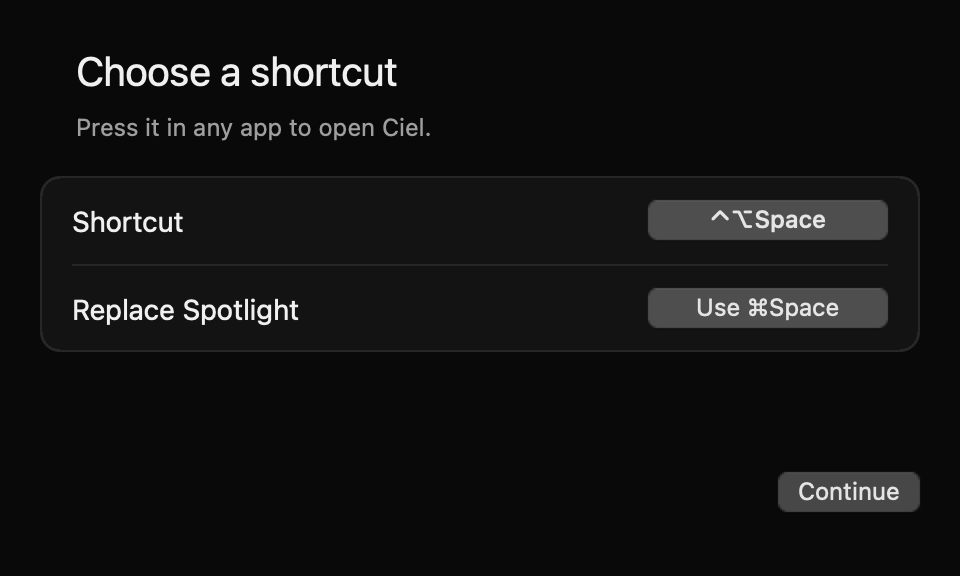 Choose a shortcut
Press it in any app to open Ciel.
Shortcut
⌃⌥Space
Replace Spotlight
Use ⌘Space
Continue